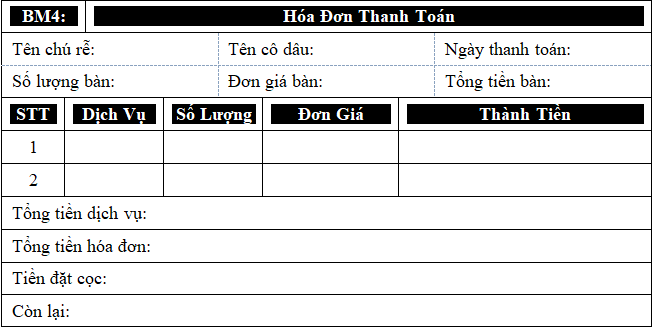 BM4: Hóa Đơn Thanh Toán
Tên chú rễ: Tên cô dâu: Ngày thanh toán:
Số lượng bàn: Đơn giá bàn: Tổng tiền bàn:
STT Dịch Vụ Số Lượng Đơn Giá Thành Tiền
1
2
Tổng tiền dịch vụ:
Tổng tiền hóa đơn:
Tiền đặt cọc:
Còn lại: